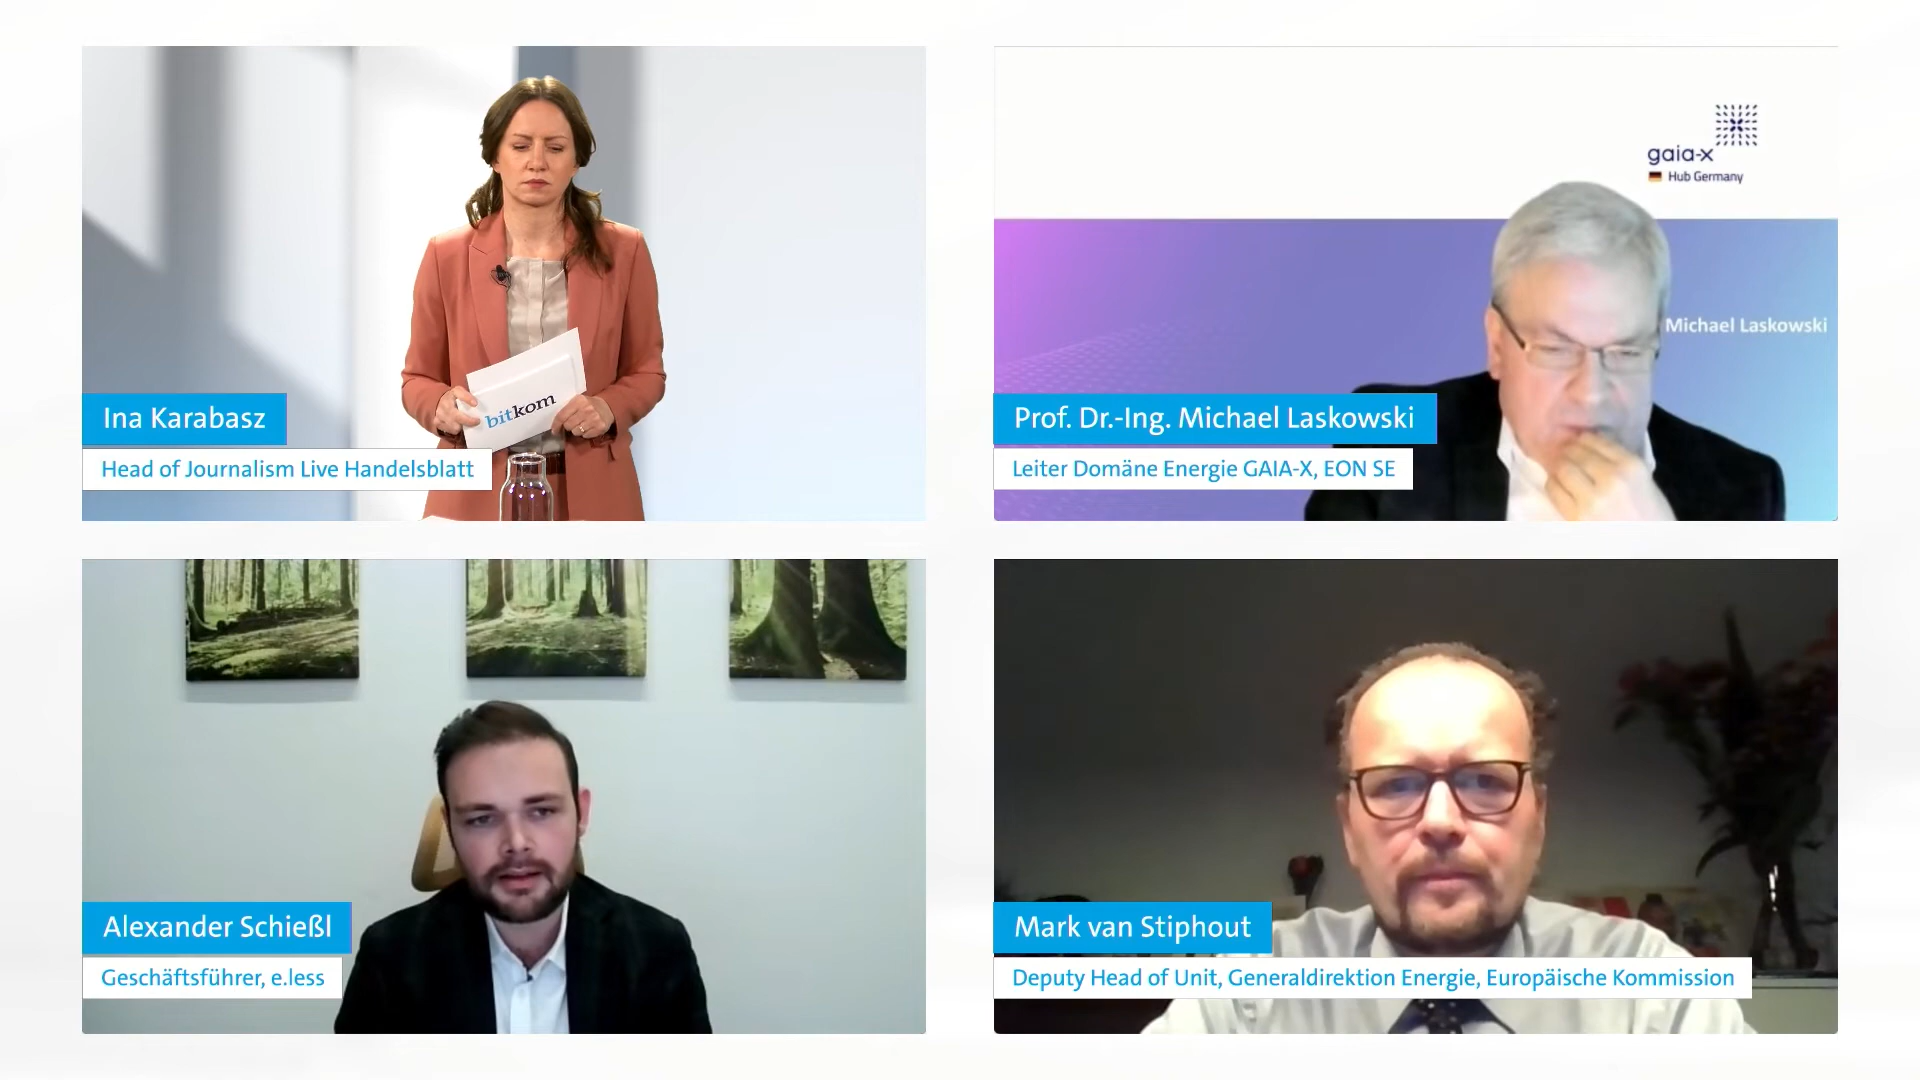 bitkom
Ina Karabasz
Head of Journalism Live Handelsblatt
gaia-x
Hub Germany
Michael Laskowski
Prof. Dr.-Ing. Michael Laskowski
Leiter Domäne Energie GAIA-X, EON SE
Alexander Schießl
Geschäftsführer, e.less
Mark van Stiphout
Deputy Head of Unit, Generaldirektion Energie, Europäische Kommission